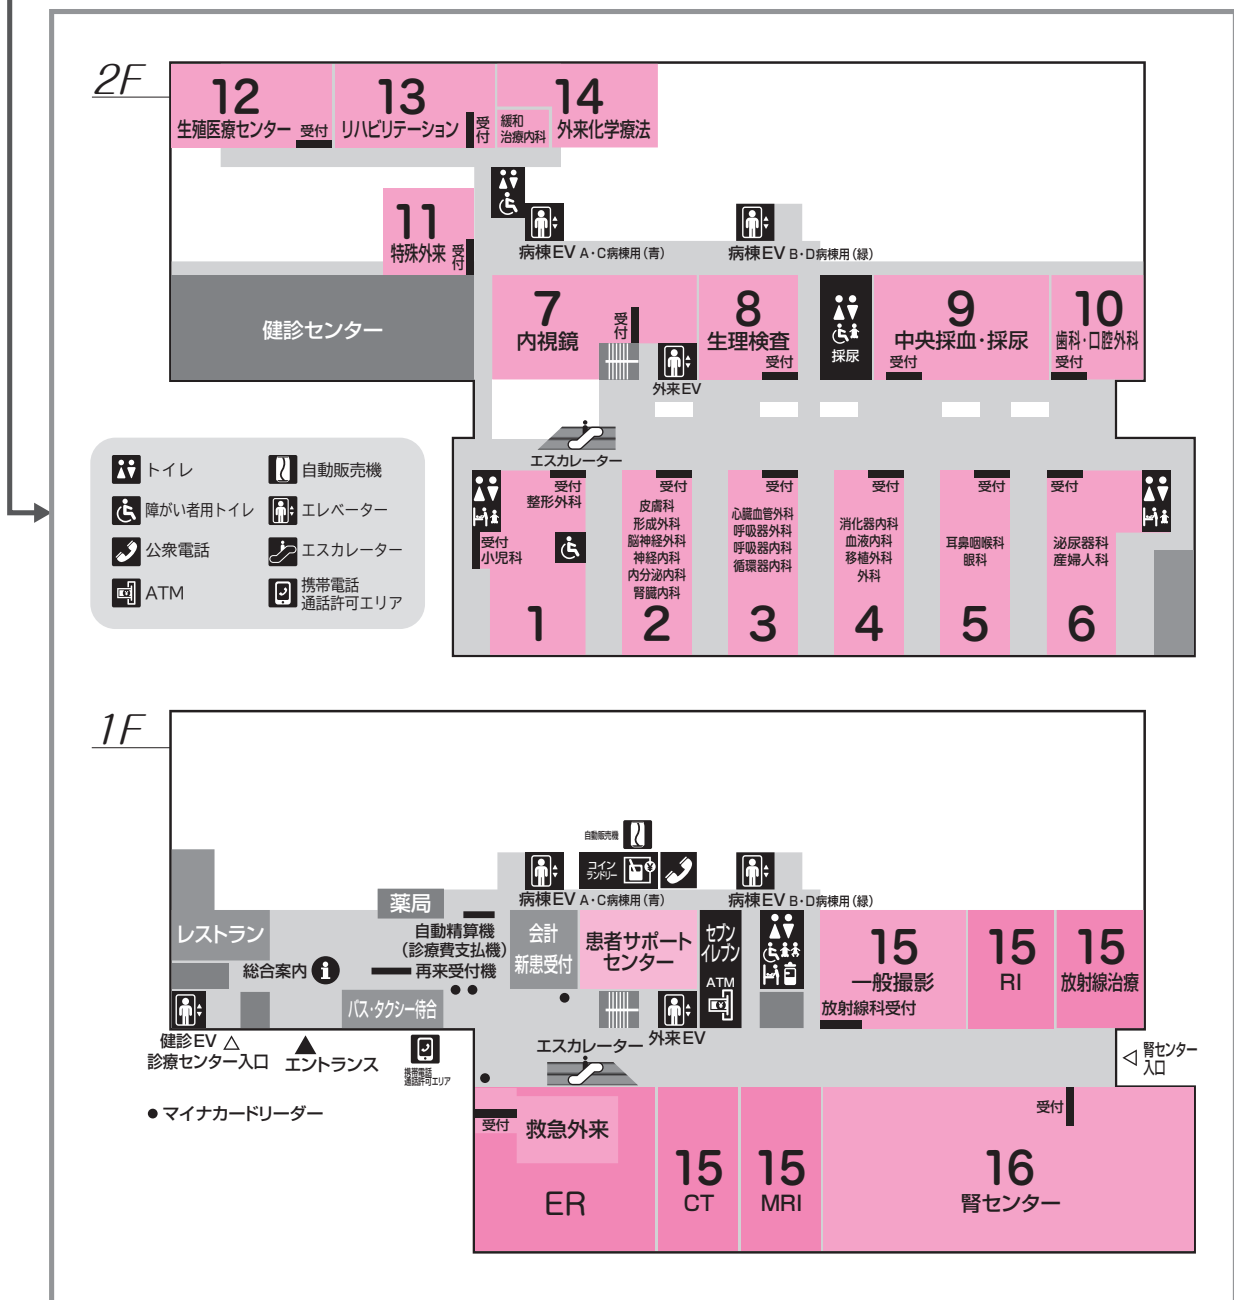 2F
12
生殖医療センター
受付
13
リハビリテーション
受付
14
緩和
治療内科
外来化学療法
11
特殊外来
受付
病棟EV A・C病棟用(青)
病棟EV B・D病棟用(緑)
健診センター
7
内視鏡
受付
外来EV
8
生理検査
受付
採尿
9
中央採血・採尿
受付
10
歯科・口腔外科
受付
エスカレーター
トイレ
自動販売機
障がい者用トイレ
エレベーター
公衆電話
エスカレーター
ATM
携帯電話
通話許可エリア
受付
整形外科
受付
小児科
1
受付
皮膚科
形成外科
脳神経外科
神経内科
内分泌内科
腎臓内科
2
受付
心臓血管外科
呼吸器外科
呼吸器内科
循環器内科
3
受付
消化器内科
血液内科
移植外科
外科
4
受付
耳鼻咽喉科
眼科
5
受付
泌尿器科
産婦人科
6
1F
自動販売機
コイン
ランドリー
病棟EV A・C病棟用(青)
病棟EV B・D病棟用(緑)
レストラン
薬局
自動精算機
(診療費支払機)
総合案内
再来受付機
会計
新患受付
患者サポート
センター
セブン
イレブン
ATM
15
一般撮影
放射線科受付
15
RI
15
放射線治療
バス・タクシー待合
健診EV △
診療センター入口
▲
エントランス
携帯電話
通話許可エリア
エスカレーター
外来EV
◁ 腎センター
入口
● マイナカードリーダー
受付
救急外来
ER
15
CT
15
MRI
受付
16
腎センター